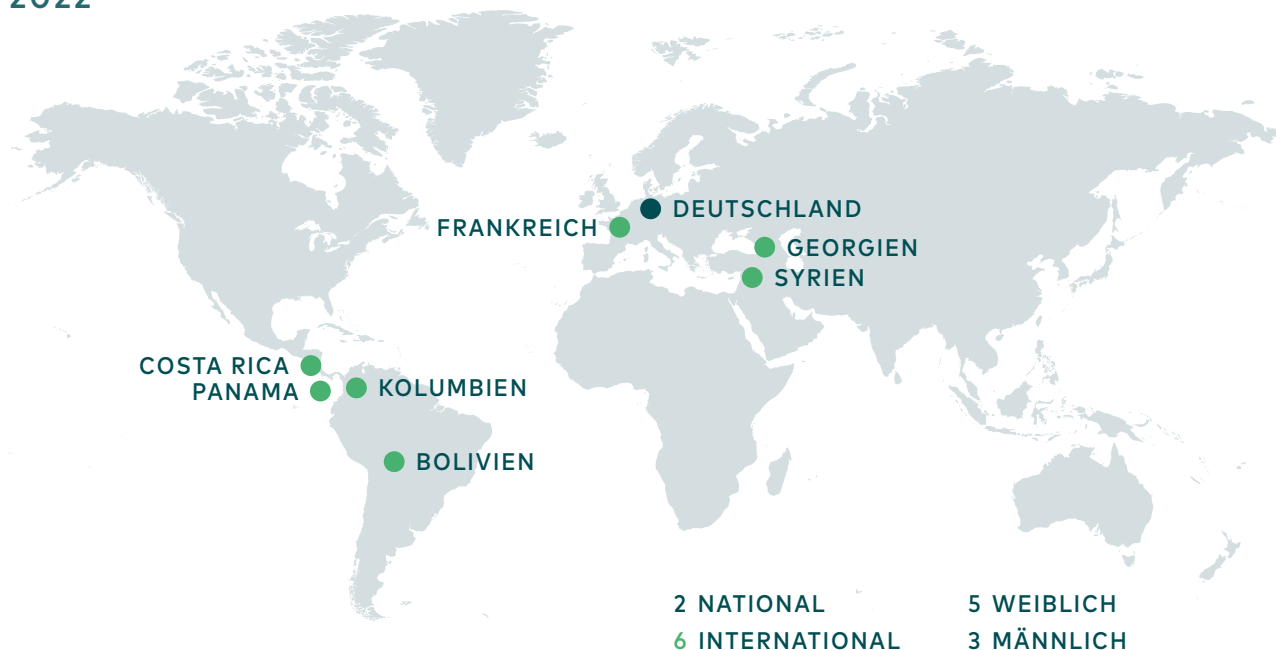 2022
DEUTSCHLAND
FRANKREICH
GEORGIEN
SYRIEN
COSTA RICA
PANAMA
KOLUMBIEN
BOLIVIEN
2 NATIONAL
6 INTERNATIONAL
5 WEIBLICH
3 MÄNNLICH